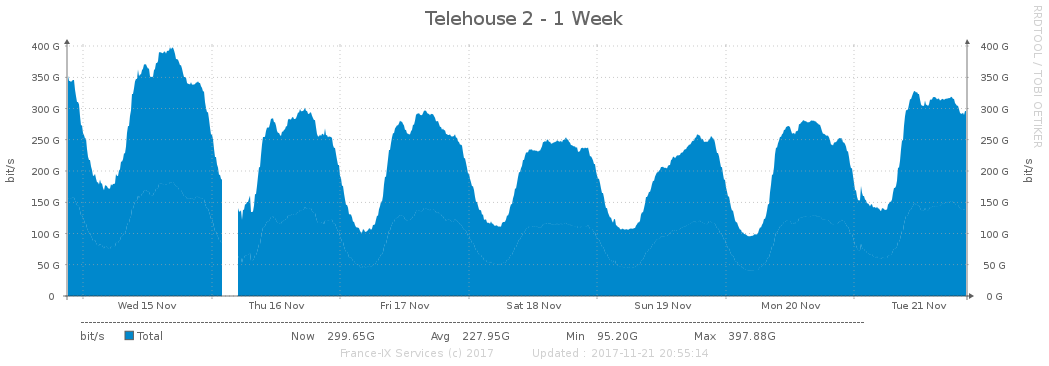 Telehouse 2 - 1 Week
RRDTOOL / TOBI OETIKER
bit/s
400 G 400 G
350 G 350 G
300 G 300 G
250 G 250 G
200 G 200 G
150 G 150 G
100 G 100 G
50 G 50 G
0 0 G
bit/s
Wed 15 Nov Thu 16 Nov Fri 17 Nov Sat 18 Nov Sun 19 Nov Mon 20 Nov Tue 21 Nov
bit/s Total Now 299.65G Avg 227.95G Min 95.20G Max 397.88G
France-IX Services (c) 2017 Updated : 2017-11-21 20:55:14